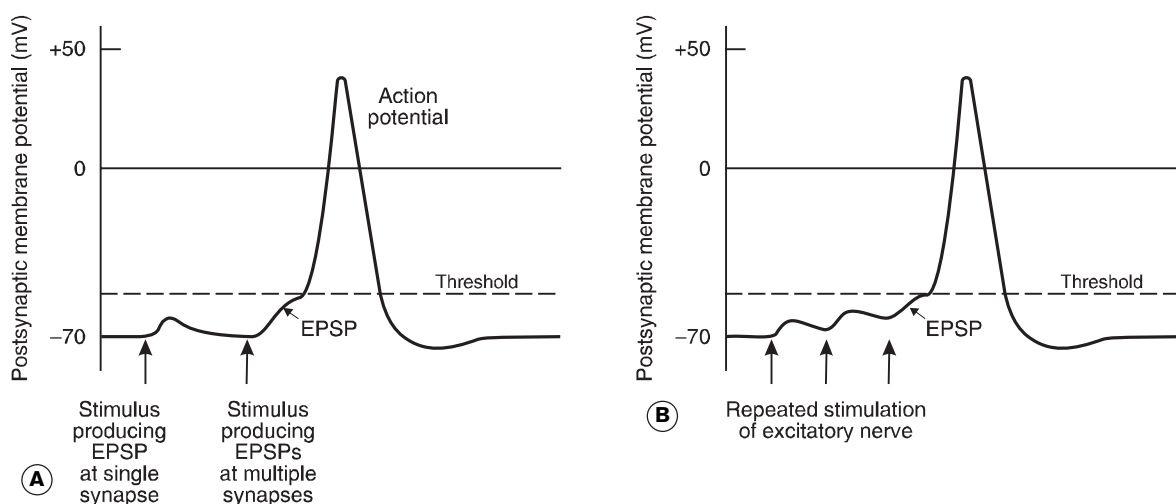 Postsynaptic membrane potential (mV)
+50
0
−70
Action
potential
Threshold
EPSP
Stimulus
producing
EPSP
at single
synapse
Stimulus
producing
EPSPs
at multiple
synapses
A
Postsynaptic membrane potential (mV)
+50
0
−70
Threshold
EPSP
Repeated stimulation
of excitatory nerve
B